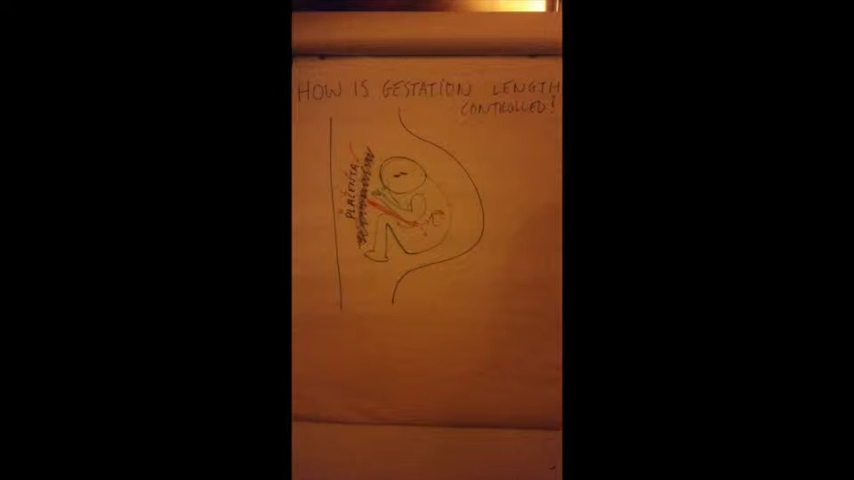 HOW IS GESTATION LENGTH
CONTROLLED?
PLACENTA